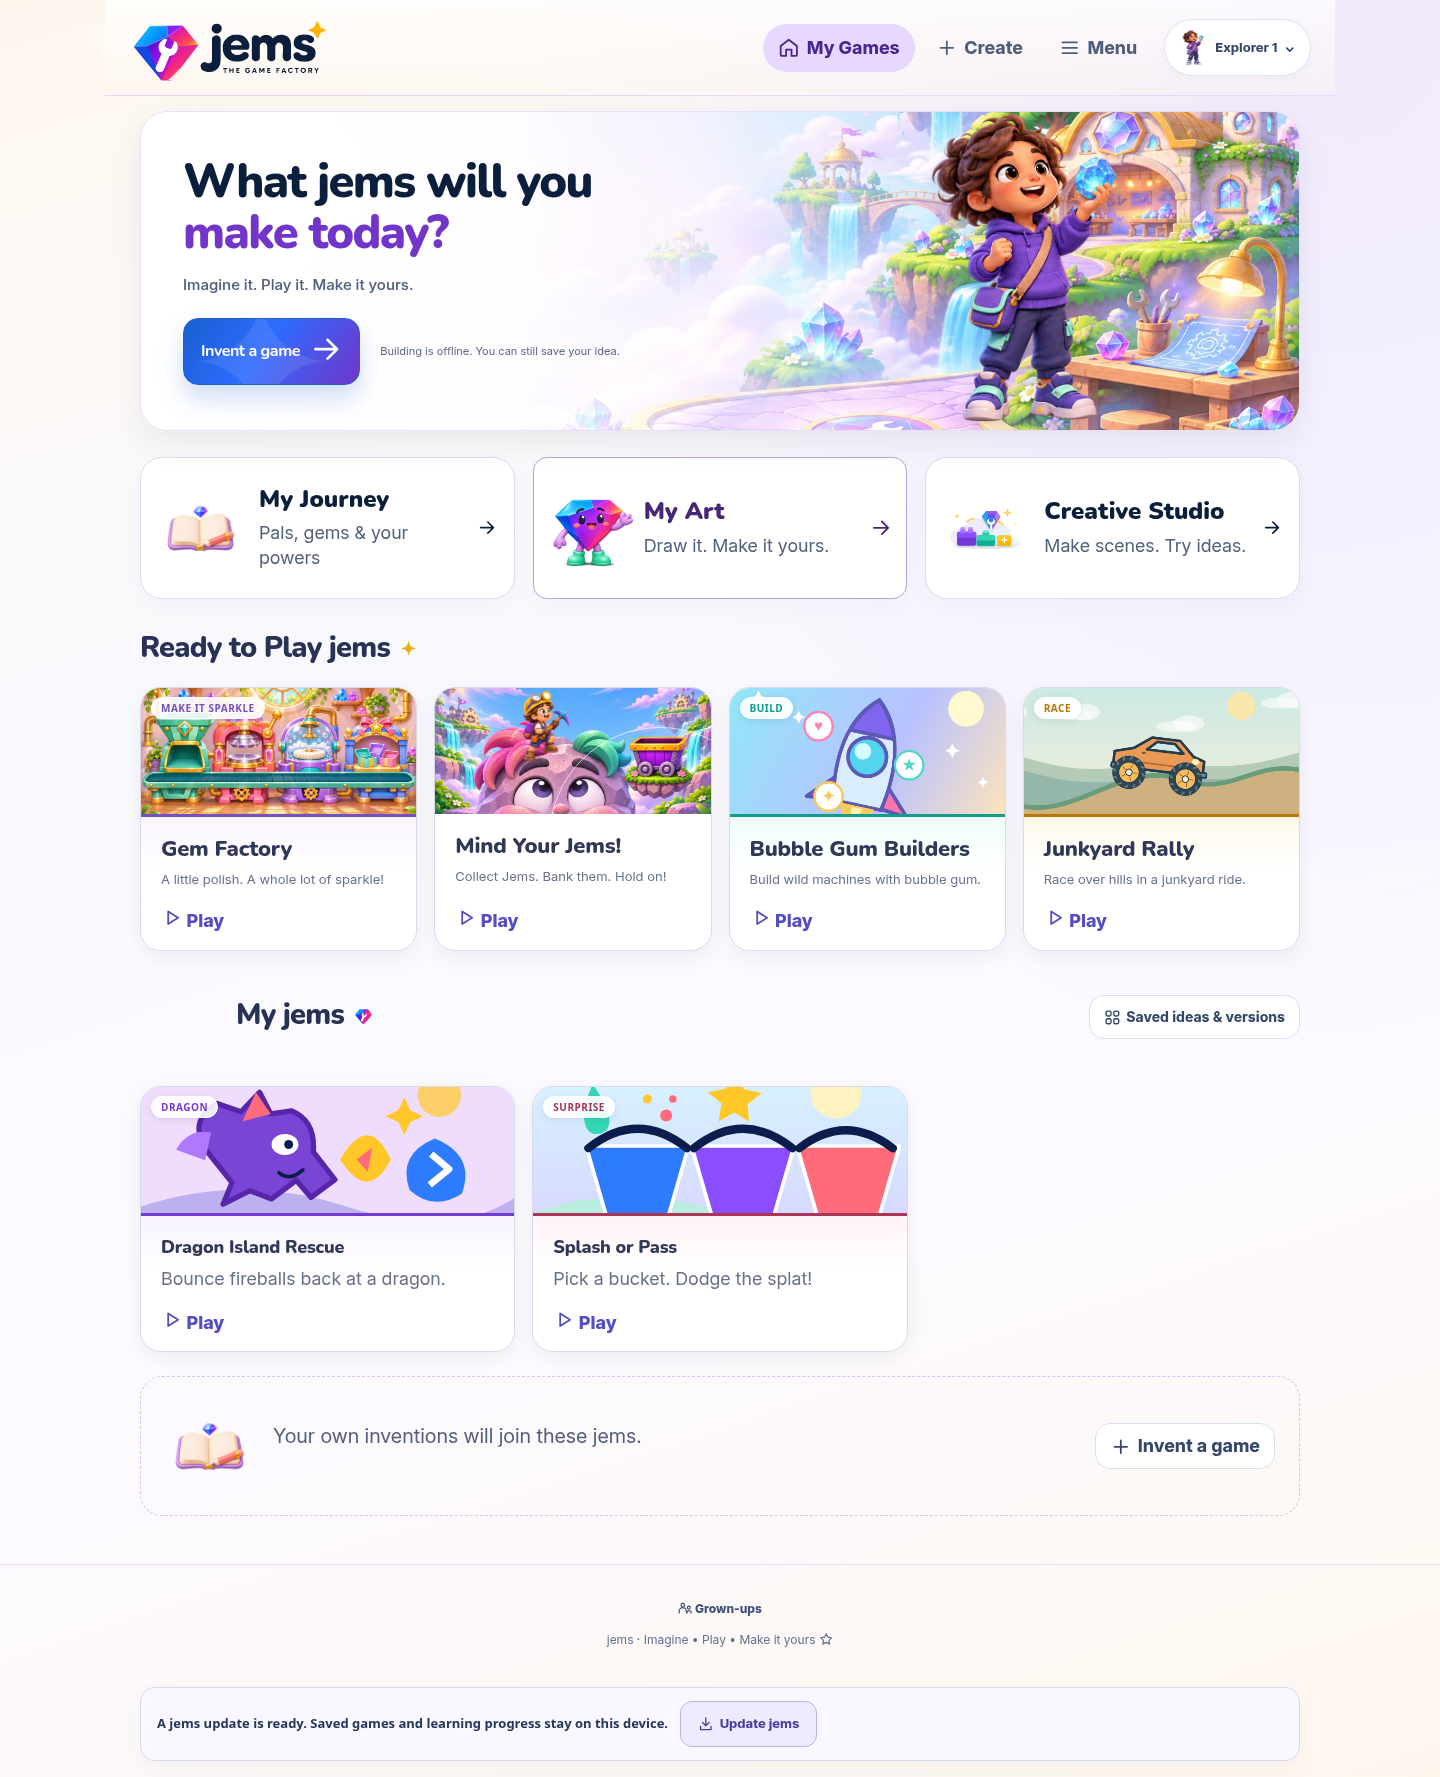 jems
THE GAME FACTORY
My Games
Create
Menu
Explorer 1
What jems will you
make today?
Imagine it. Play it. Make it yours.
Invent a game
Building is offline. You can still save your idea.
My Journey
Pals, gems & your
powers
My Art
Draw it. Make it yours.
Creative Studio
Make scenes. Try ideas.
Ready to Play jems
MAKE IT SPARKLE
Gem Factory
A little polish. A whole lot of sparkle!
Play
Mind Your Jems!
Collect Jems. Bank them. Hold on!
Play
BUILD
Bubble Gum Builders
Build wild machines with bubble gum.
Play
RACE
Junkyard Rally
Race over hills in a junkyard ride.
Play
My jems
Saved ideas & versions
DRAGON
Dragon Island Rescue
Bounce fireballs back at a dragon.
Play
SURPRISE
Splash or Pass
Pick a bucket. Dodge the splat!
Play
Your own inventions will join these jems.
Invent a game
Grown-ups
jems · Imagine • Play • Make it yours
A jems update is ready. Saved games and learning progress stay on this device.
Update jems